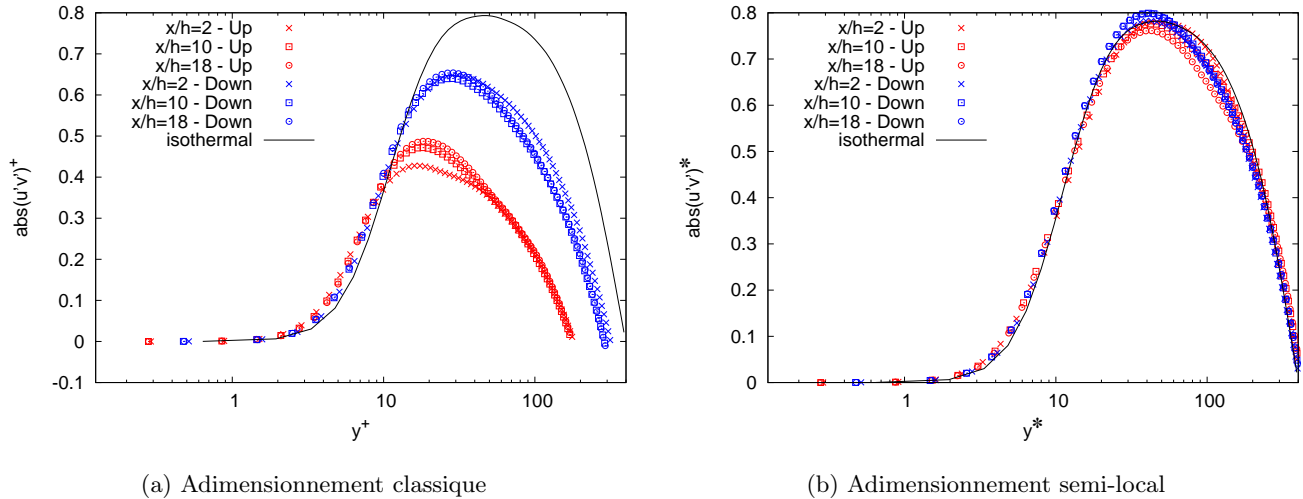 0.8
0.7
0.6
0.5
0.4
0.3
0.2
0.1
0
-0.1
1
10
100
abs(u'v')+
y+
x/h=2 - Up
x/h=10 - Up
x/h=18 - Up
x/h=2 - Down
x/h=10 - Down
x/h=18 - Down
isothermal
(a) Adimensionnement classique
0.8
0.7
0.6
0.5
0.4
0.3
0.2
0.1
0
1
10
100
abs(u'v')*
y*
x/h=2 - Up
x/h=10 - Up
x/h=18 - Up
x/h=2 - Down
x/h=10 - Down
x/h=18 - Down
isothermal
(b) Adimensionnement semi-local